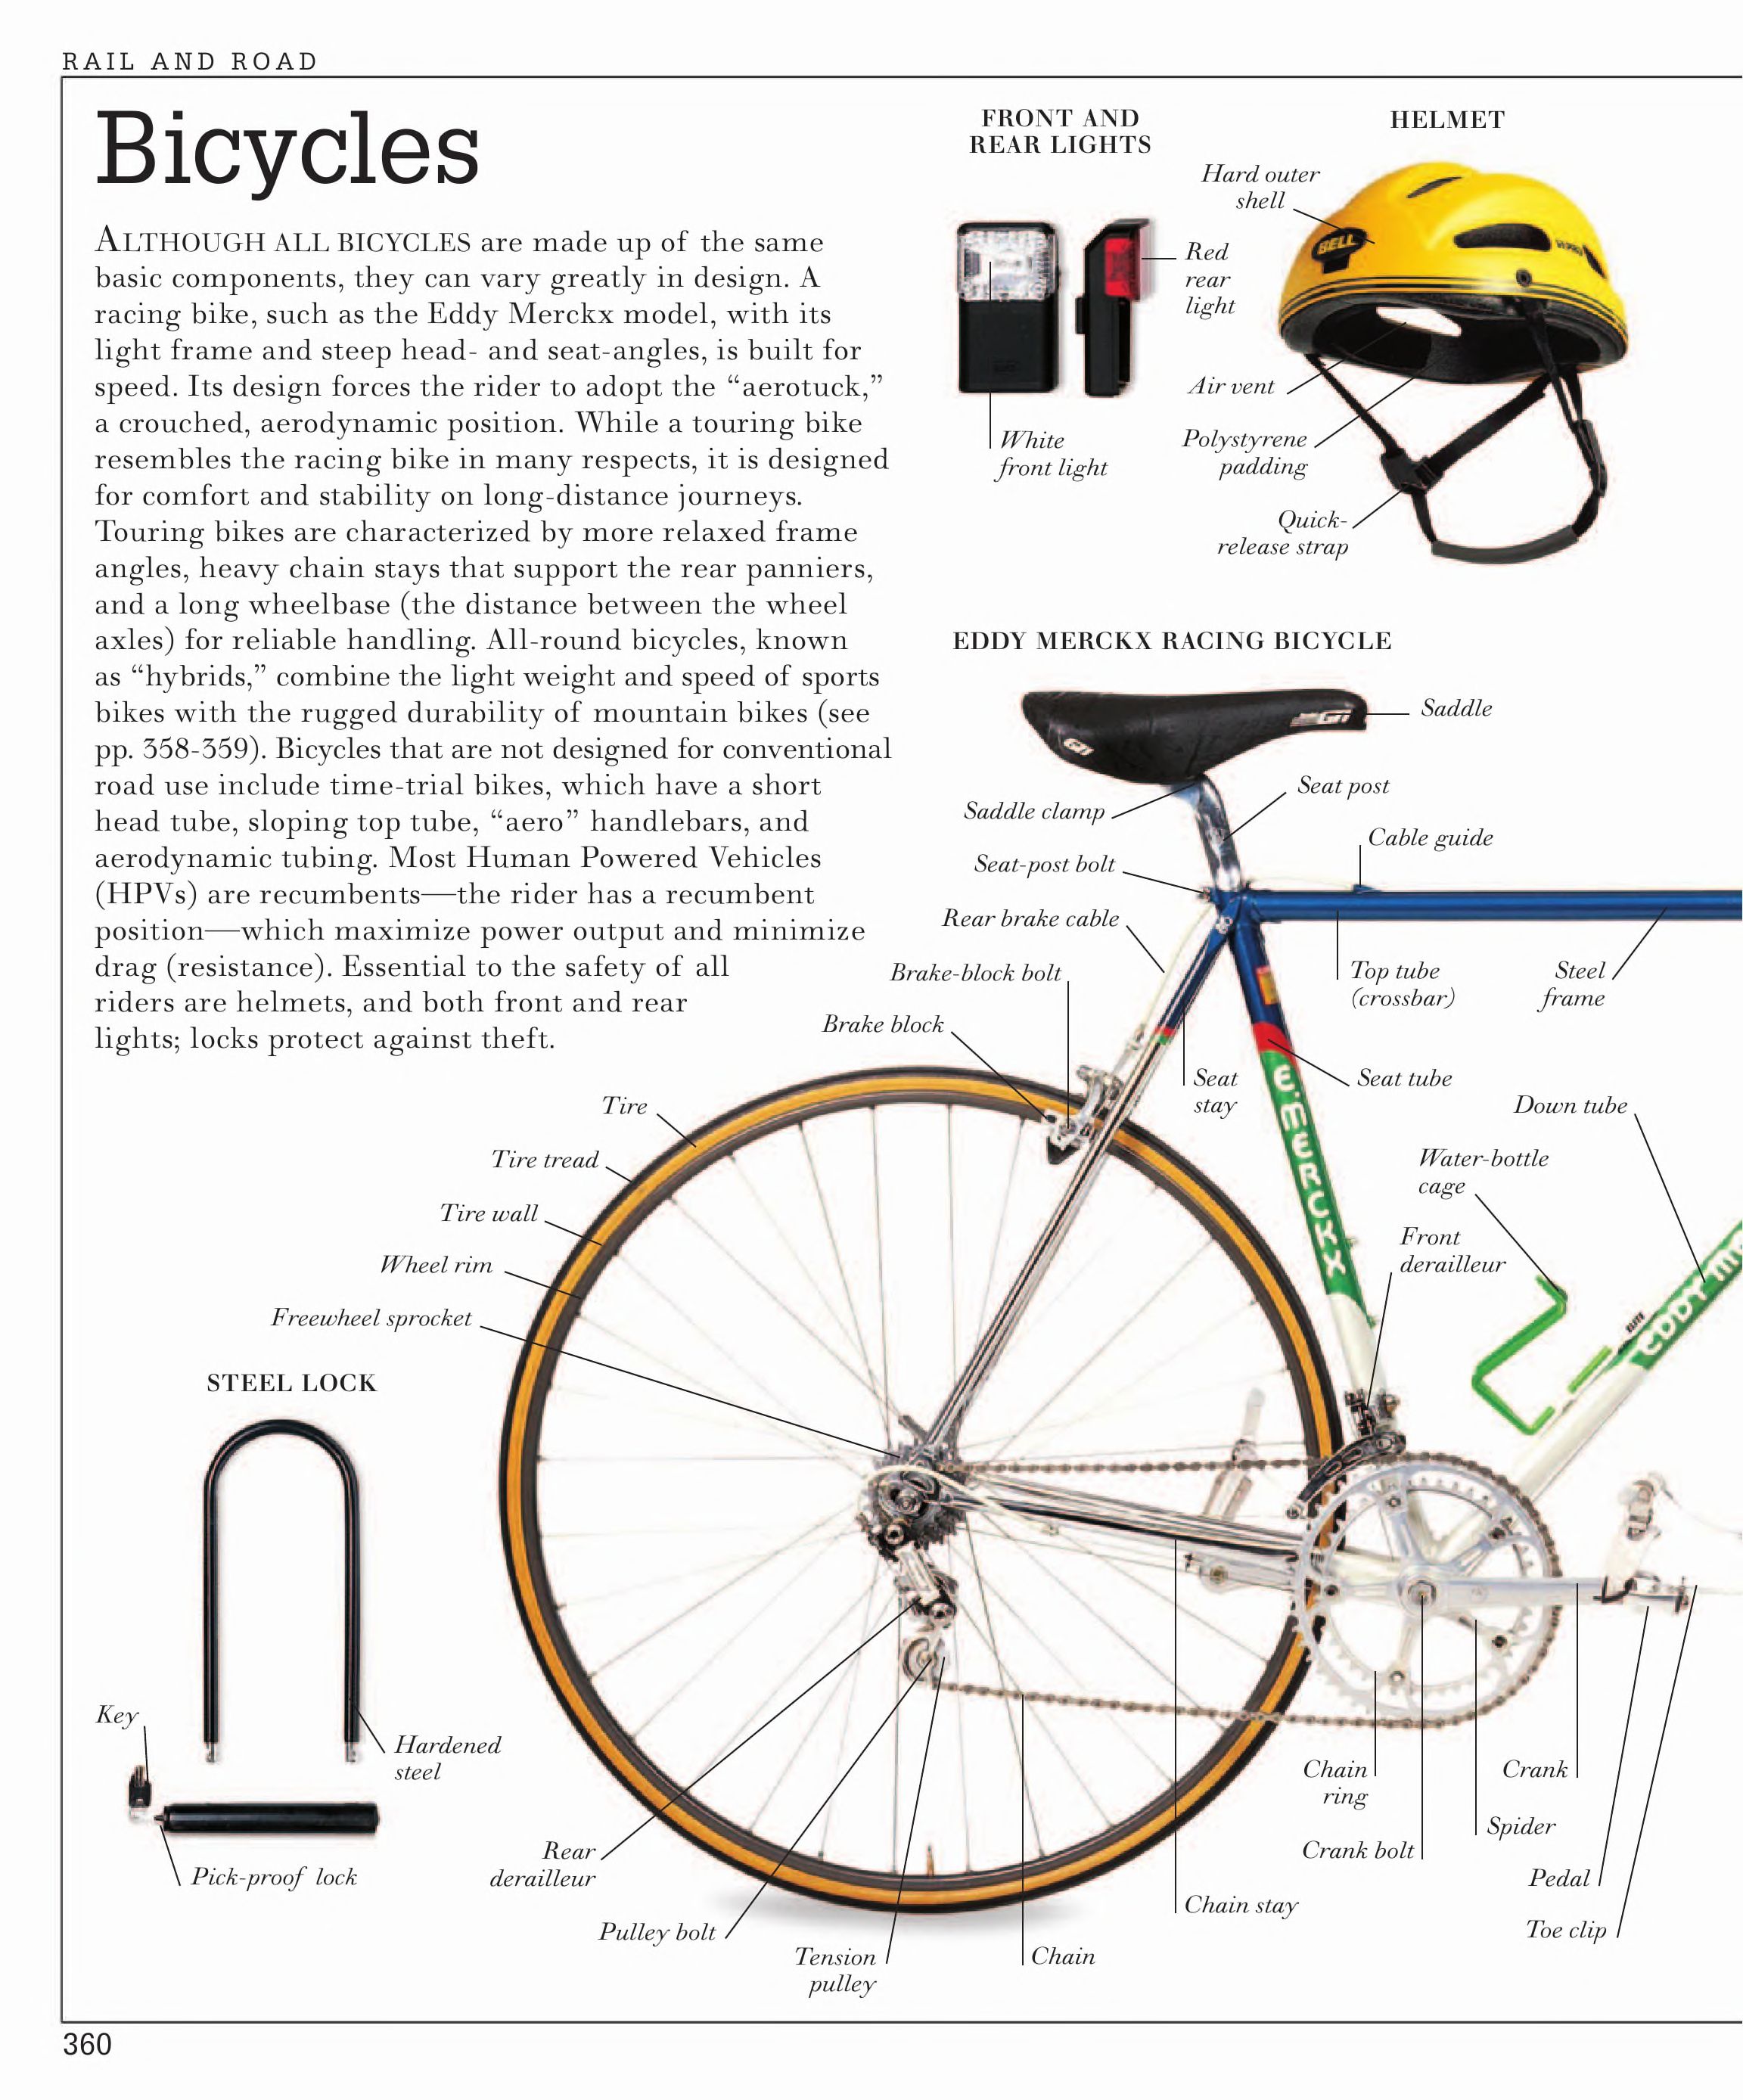 RAIL AND ROAD
Bicycles
ALTHOUGH ALL BICYCLES are made up of the same
basic components, they can vary greatly in design. A
racing bike, such as the Eddy Merckx model, with its
light frame and steep head- and seat-angles, is built for
speed. Its design forces the rider to adopt the “aerotuck,”
a crouched, aerodynamic position. While a touring bike
resembles the racing bike in many respects, it is designed
for comfort and stability on long-distance journeys.
Touring bikes are characterized by more relaxed frame
angles, heavy chain stays that support the rear panniers,
and a long wheelbase (the distance between the wheel
axles) for reliable handling. All-round bicycles, known
as “hybrids,” combine the light weight and speed of sports
bikes with the rugged durability of mountain bikes (see
pp. 358-359). Bicycles that are not designed for conventional
road use include time-trial bikes, which have a short
head tube, sloping top tube, “aero” handlebars, and
aerodynamic tubing. Most Human Powered Vehicles
(HPVs) are recumbents—the rider has a recumbent
position—which maximize power output and minimize
drag (resistance). Essential to the safety of all
riders are helmets, and both front and rear
lights; locks protect against theft.
FRONT AND
REAR LIGHTS
Red
rear
light
White
front light
HELMET
Hard outer
shell
BELL
Air vent
Polystyrene
padding
Quick-
release strap
EDDY MERCKX RACING BICYCLE
Saddle
Seat post
Saddle clamp
Cable guide
Seat-post bolt
Rear brake cable
Brake-block bolt
Top tube
(crossbar)
Steel
frame
Brake block
Seat
stay
Seat tube
E.MERCKX
Down tube
Tire
Tire tread
Water-bottle
cage
Tire wall
Front
derailleur
Wheel rim
EDDY M
Freewheel sprocket
STEEL LOCK
Key
Hardened
steel
Pick-proof lock
Rear
derailleur
Pulley bolt
Tension
pulley
Chain
Chain stay
Chain
ring
Crank bolt
Crank
Spider
Pedal
Toe clip
360